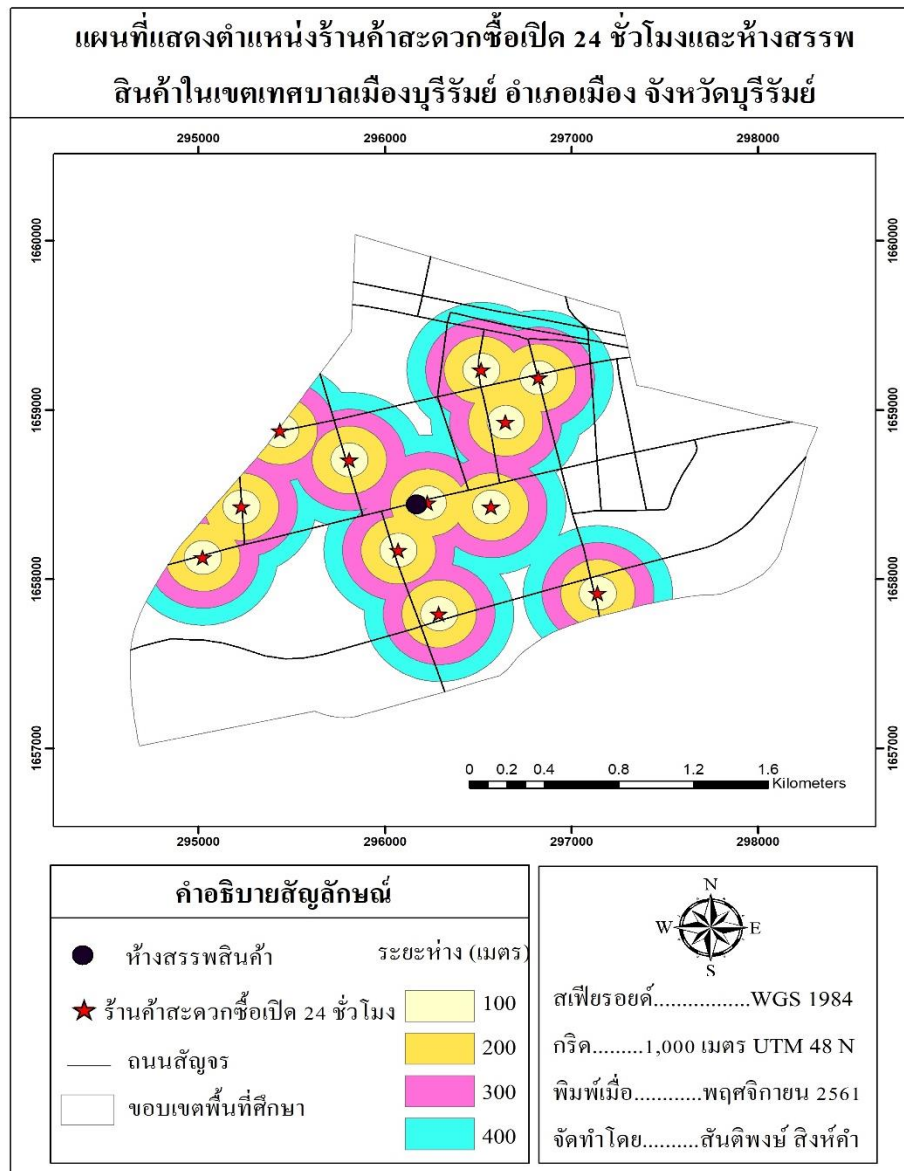 แผนที่แสดงตำแหน่งร้านค้าสะดวกซื้อเปิด 24 ชั่วโมงและห้างสรรพ
สินค้าในเขตเทศบาลเมืองบุรีรัมย์ อำเภอเมือง จังหวัดบุรีรัมย์
295000 296000 297000 298000
1660000 1660000
1659000 1659000
1658000 1658000
1657000 1657000
0 0.2 0.4 0.8 1.2 1.6
Kilometers
295000 296000 297000 298000
คำอธิบายสัญลักษณ์
ห้างสรรพสินค้า
ร้านค้าสะดวกซื้อเปิด 24 ชั่วโมง
ถนนสัญจร
ขอบเขตพื้นที่ศึกษา
ระยะห่าง (เมตร)
100
200
300
400
N
W E
S
สเฟียรอยด์.................WGS 1984
กริด.........1,000 เมตร UTM 48 N
พิมพ์เมื่อ............พฤศจิกายน 2561
จัดทำโดย..........สันติพงษ์ สิงห์คำ